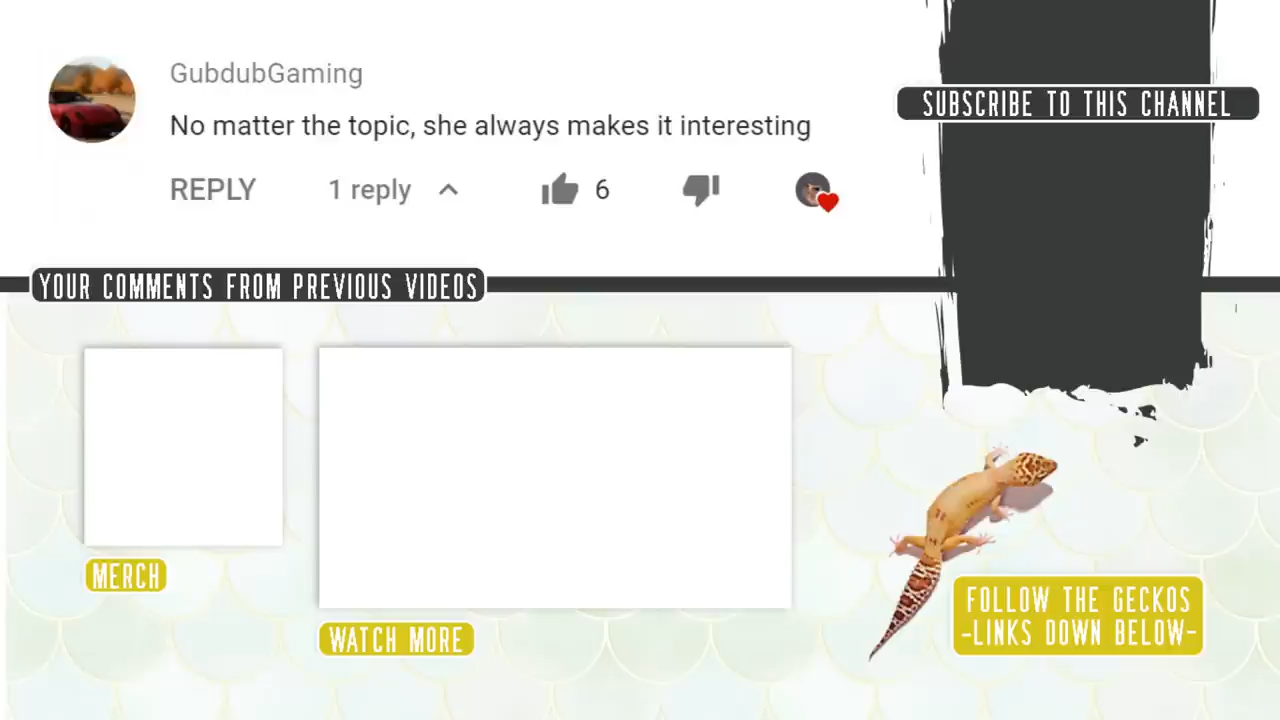 GubdubGaming
No matter the topic, she always makes it interesting
REPLY 1 reply 6
SUBSCRIBE TO THIS CHANNEL
YOUR COMMENTS FROM PREVIOUS VIDEOS
MERCH
WATCH MORE
FOLLOW THE GECKOS
-LINKS DOWN BELOW-